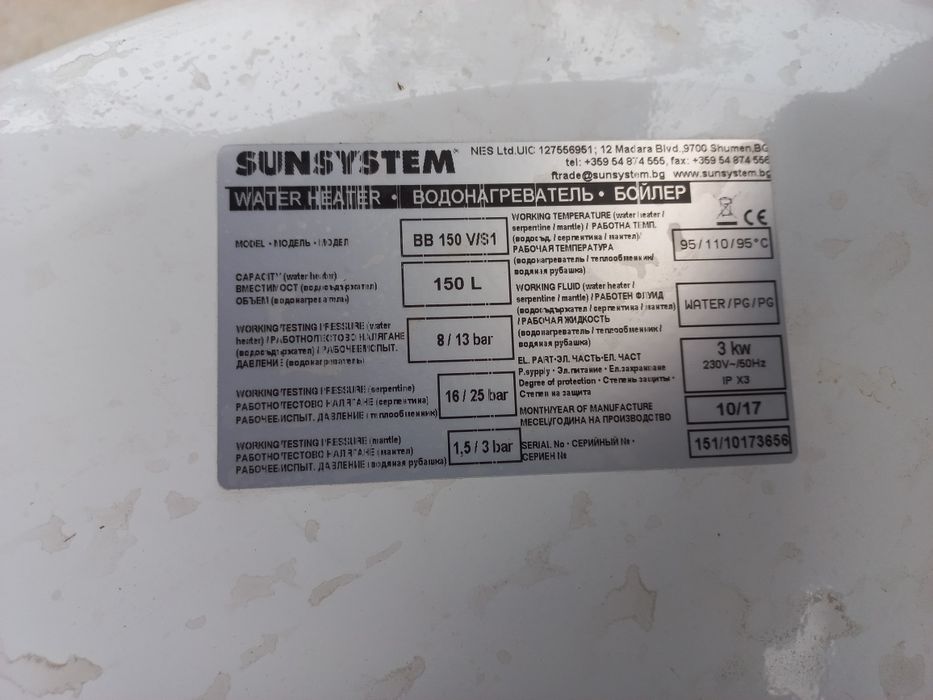 SUNSYSTEM
NES Ltd.UIC 127556951; 12 Madara Blvd.,9700 Shumen,BG
tel: +359 54 874 555, fax: +359 54 874 556
ftrade@sunsystem.bg www.sunsystem.bg
WATER HEATER • ВОДОНАГРЕВАТЕЛЬ • БОЙЛЕР
MODEL • МОДЕЛЬ • МОДЕЛ
BB 150 V/S1
CAPACITY (water heater)
ВМЕСТИМОСТ (водосъдържател)
ОБЪЕМ (водонагреватель)
150 L
WORKING/TESTING PRESSURE (water
heater) / РАБОТНО/ТЕСТОВО НАЛЯГАНЕ
(водосъдържател) / РАБОЧЕЕ/ИСПЫТ.
ДАВЛЕНИЕ (водонагреватель)
8 / 13 bar
WORKING/TESTING PRESSURE (serpentine)
РАБОТНО/ТЕСТОВО НАЛЯГАНЕ (серпентина)
РАБОЧЕЕ/ИСПЫТ. ДАВЛЕНИЕ (теплообменник)
16 / 25 bar
WORKING/TESTING PRESSURE (mantle)
РАБОТНО/ТЕСТОВО НАЛЯГАНЕ (мантел)
РАБОЧЕЕ/ИСПЫТ. ДАВЛЕНИЕ (водяная рубашка)
1,5 / 3 bar
CE
WORKING TEMPERATURE (water heater /
serpentine / mantle) / РАБОТНА ТЕМП.
(водосъд. / серпентина / мантел)/
РАБОЧАЯ ТЕМПЕРАТУРА
(водонагреватель / теплообменник/
водяная рубашка)
95/110/95°C
WORKING FLUID (water heater /
serpentine / mantle) / РАБОТЕН ФЛУИД
(водосъдържател / серпентина / мантел)
/ РАБОЧАЯ ЖИДКОСТЬ
(водонагреватель / теплообменник /
водяная рубашка)
WATER/PG/PG
EL. PART•ЭЛ. ЧАСТЬ•ЕЛ. ЧАСТ
P.supply • Эл.питание • Ел.захранване
Degree of protection • Степень защиты •
Степен на защита
3 kw
230V~/50Hz
IP X3
MONTH/YEAR OF MANUFACTURE
МЕСЕЦ/ГОДИНА НА ПРОИЗВОДСТВО
10/17
SERIAL No • СЕРИЙНЫЙ № •
СЕРИЕН №
151/10173656